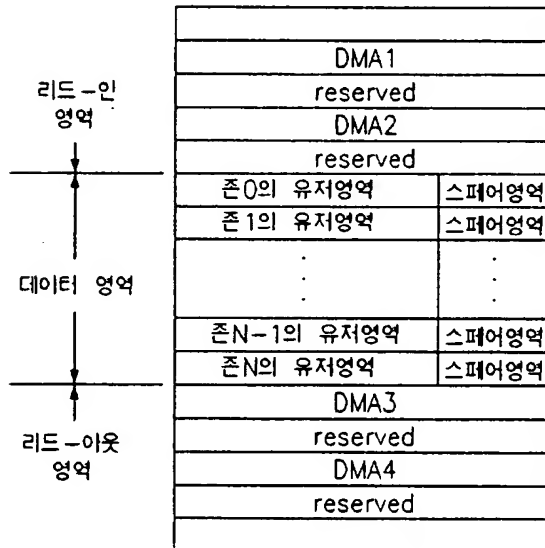 DMA1
reserved
DMA2
reserved
리드-인
영역
존0의 유저영역 스페어영역
존1의 유저영역 스페어영역
데이터 영역
존N-1의 유저영역 스페어영역
존N의 유저영역 스페어영역
DMA3
reserved
DMA4
reserved
리드-아웃
영역